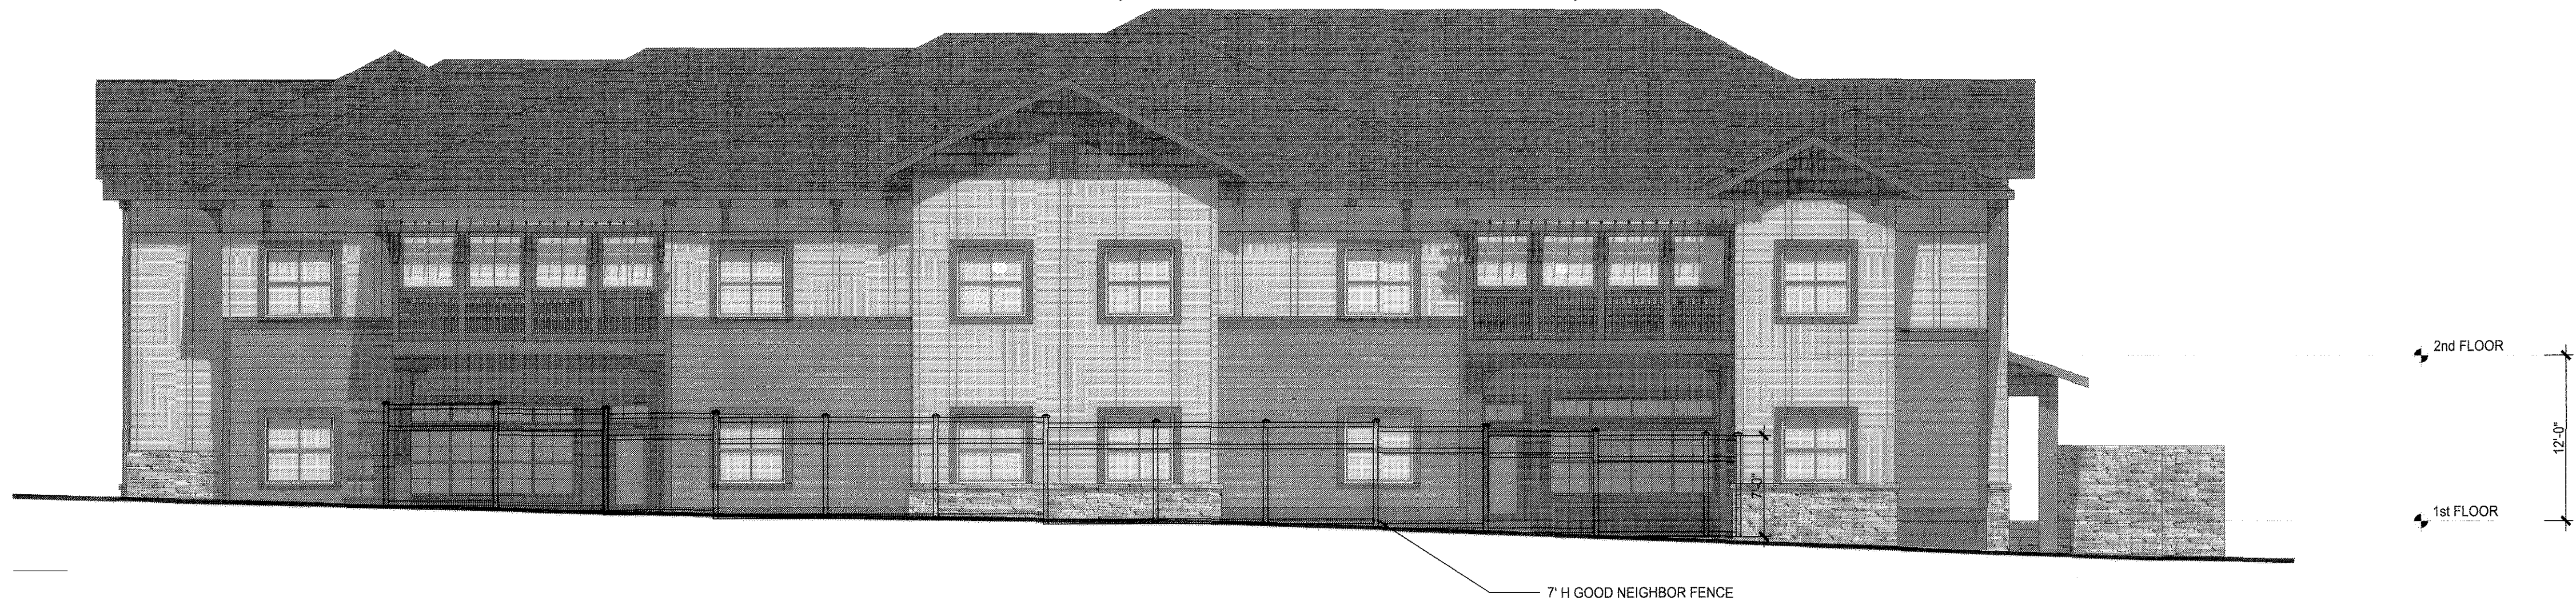 2nd FLOOR
12'-0"
7'-0"
1st FLOOR
7' H GOOD NEIGHBOR FENCE